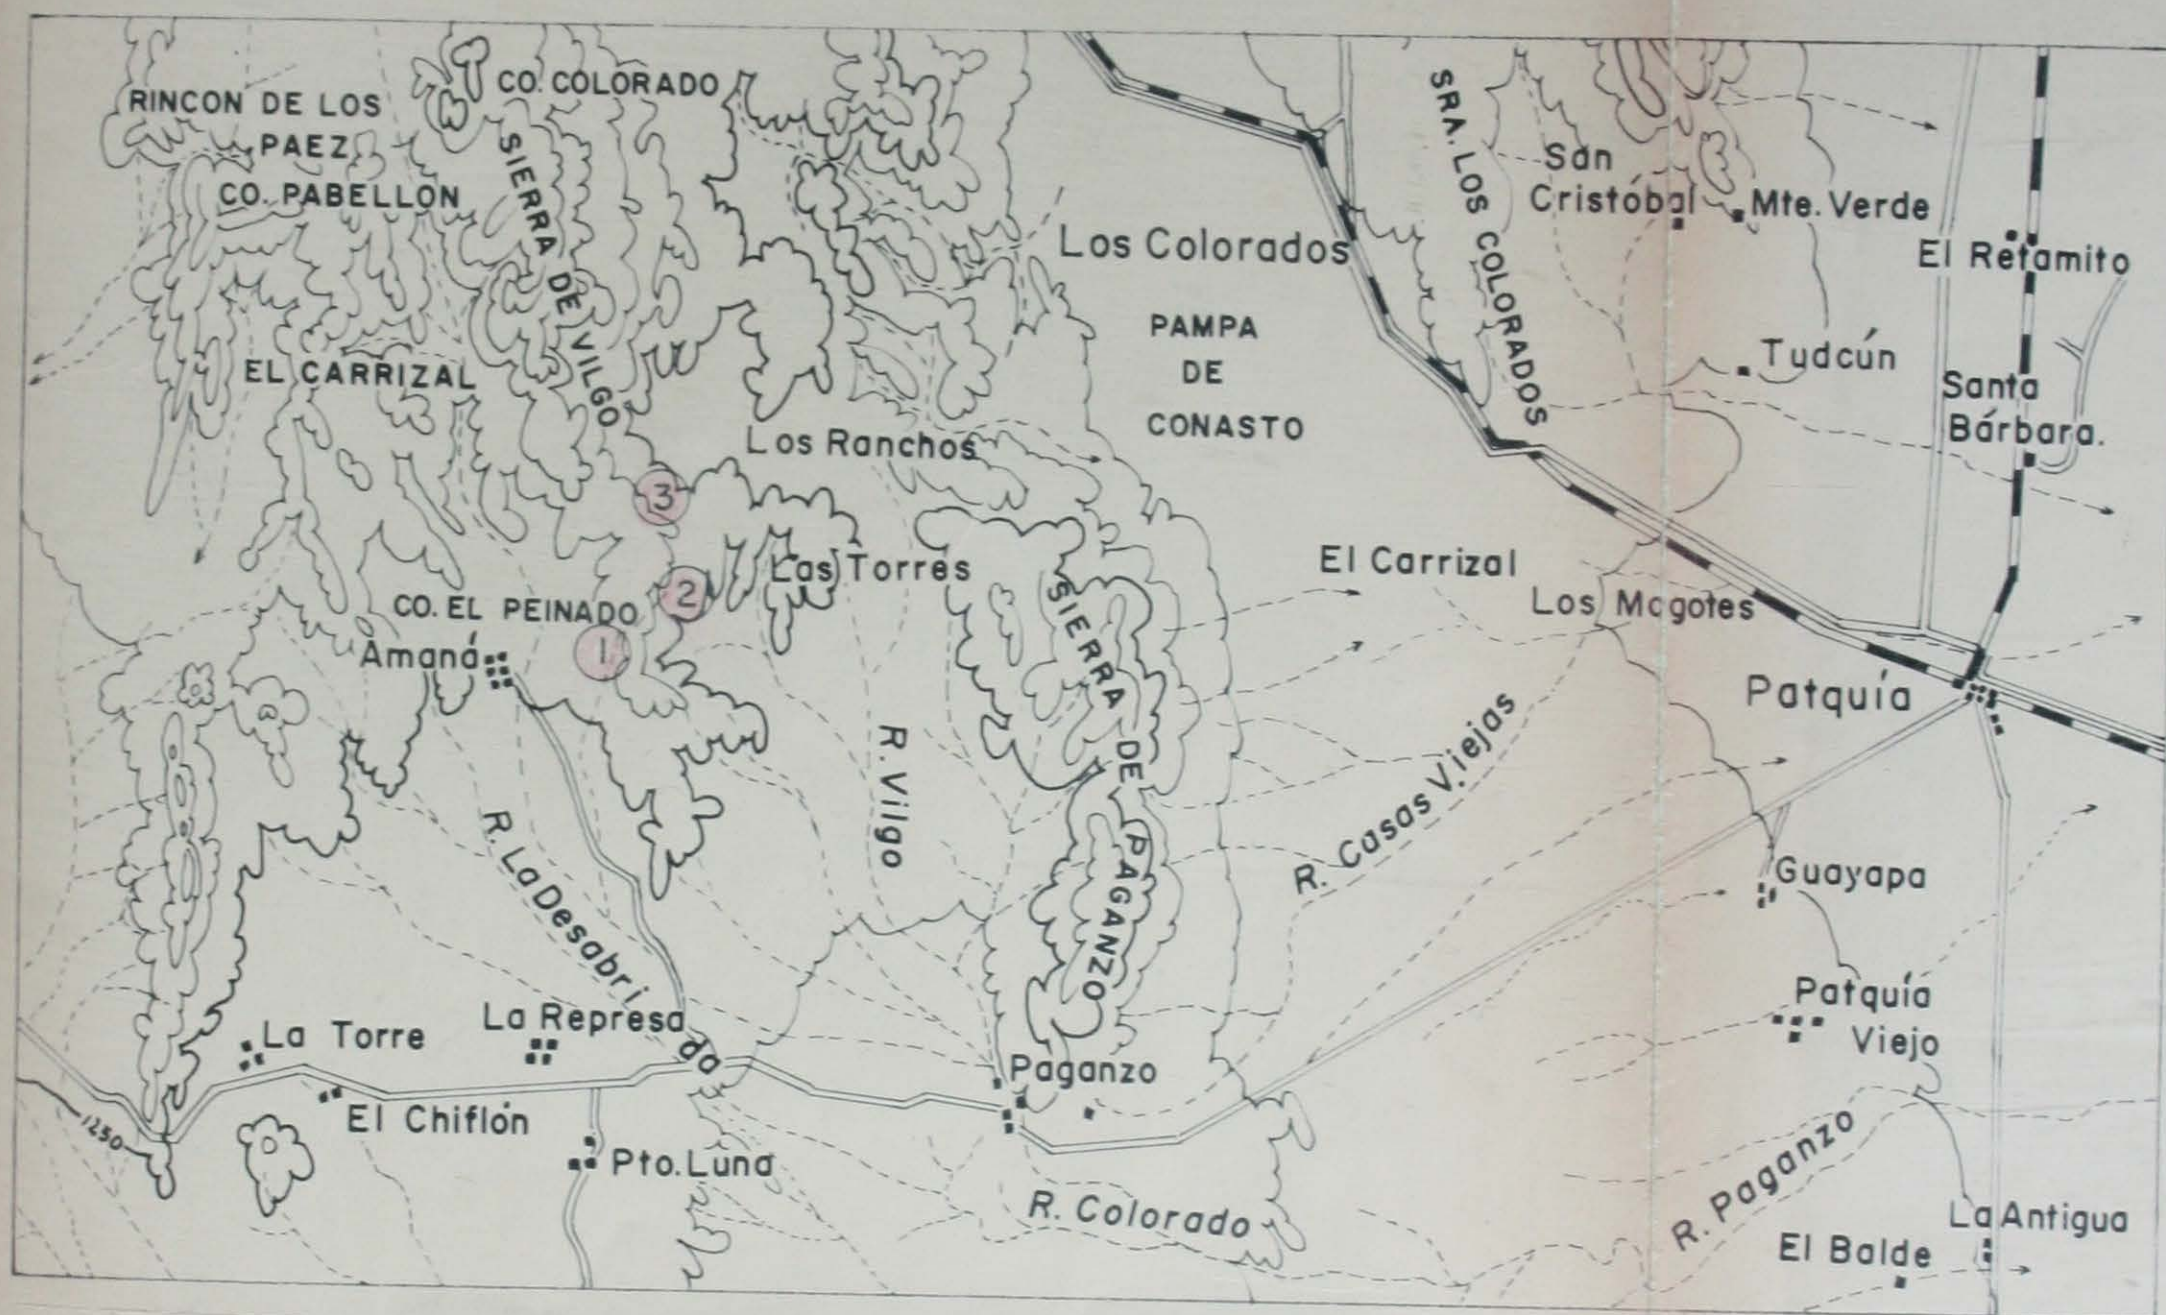 RINCON DE LOS
PAEZ
CO. COLORADO
CO. PABELLON
SIERRA DE VILGO
EL CARRIZAL
Los Ranchos
Los Colorados
PAMPA
DE
CONASTO
SRA. LOS COLORADOS
San
Cristóbal
Mte. Verde
El Retamito
Tudcún
Santa
Bárbara.
3
2
1
Las Torres
CO. EL PEINADO
Amaná
El Carrizal
Los Mogotes
Patquía
SIERRA DE PAGANZO
R. Vilgo
R. La Desabrida
R. Casas Viejas
Guayapa
Patquía
Viejo
La Torre
La Represa
Paganzo
1250
El Chiflón
Pto. Luna
R. Colorado
R. Paganzo
La Antigua
El Balde